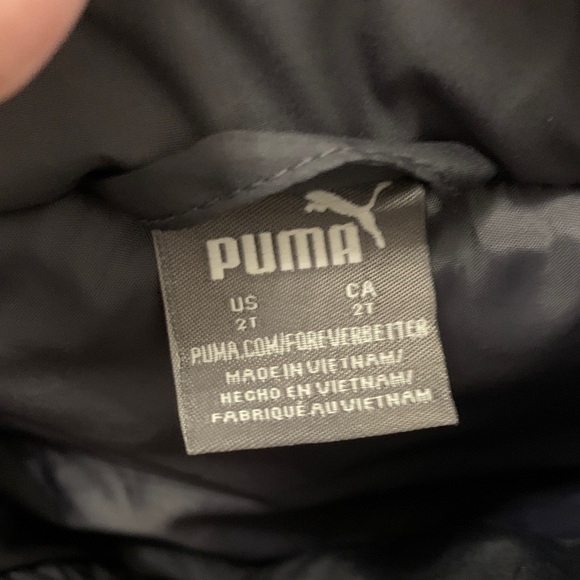 PUMA
US CA
2T 2T
PUMA.COM/FOREVERBETTER
MADE IN VIETNAM/
HECHO EN VIETNAM/
FABRIQUÉ AU VIETNAM